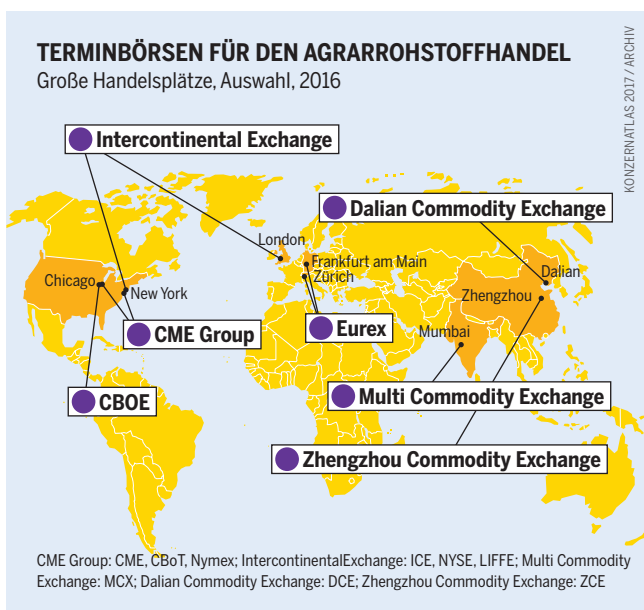 TERMINBÖRSEN FÜR DEN AGRARROHSTOFFHANDEL
Große Handelsplätze, Auswahl, 2016
KONZERNATLAS 2017 / ARCHIV
Intercontinental Exchange
Dalian Commodity Exchange
London
Frankfurt am Main
Zürich
Dalian
Chicago
New York
Zhengzhou
CME Group
Eurex
Mumbai
CBOE
Multi Commodity Exchange
Zhengzhou Commodity Exchange
CME Group: CME, CBoT, Nymex; IntercontinentalExchange: ICE, NYSE, LIFFE; Multi Commodity
Exchange: MCX; Dalian Commodity Exchange: DCE; Zhengzhou Commodity Exchange: ZCE